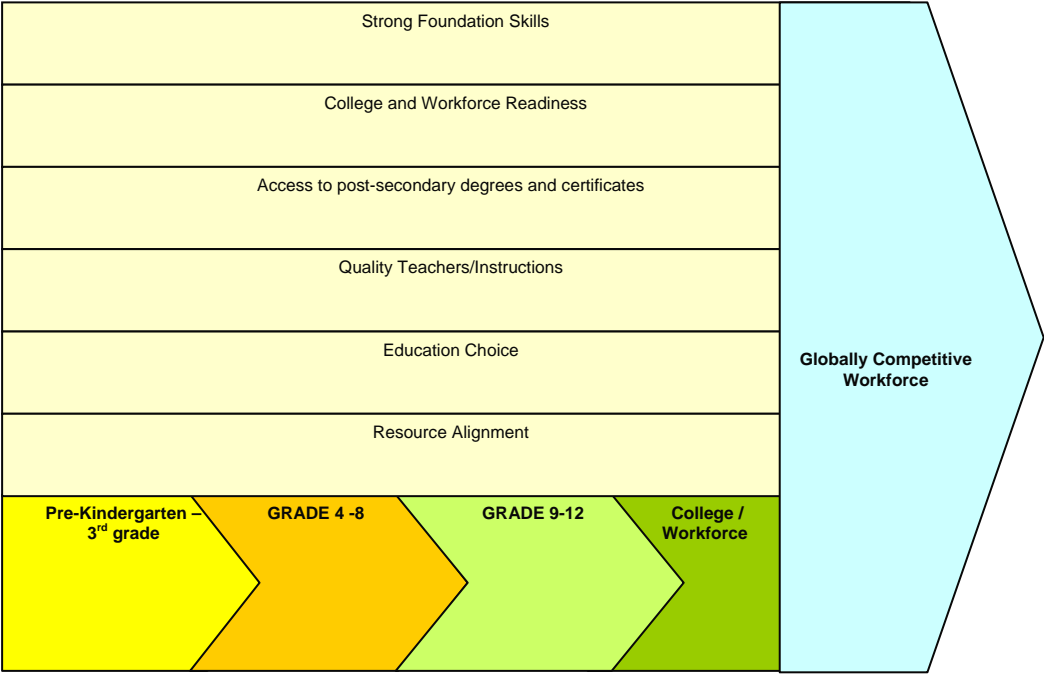 Strong Foundation Skills
College and Workforce Readiness
Access to post-secondary degrees and certificates
Quality Teachers/Instructions
Education Choice
Resource Alignment
Globally Competitive
Workforce
Pre-Kindergarten –
3rd grade
GRADE 4 -8
GRADE 9-12
College /
Workforce